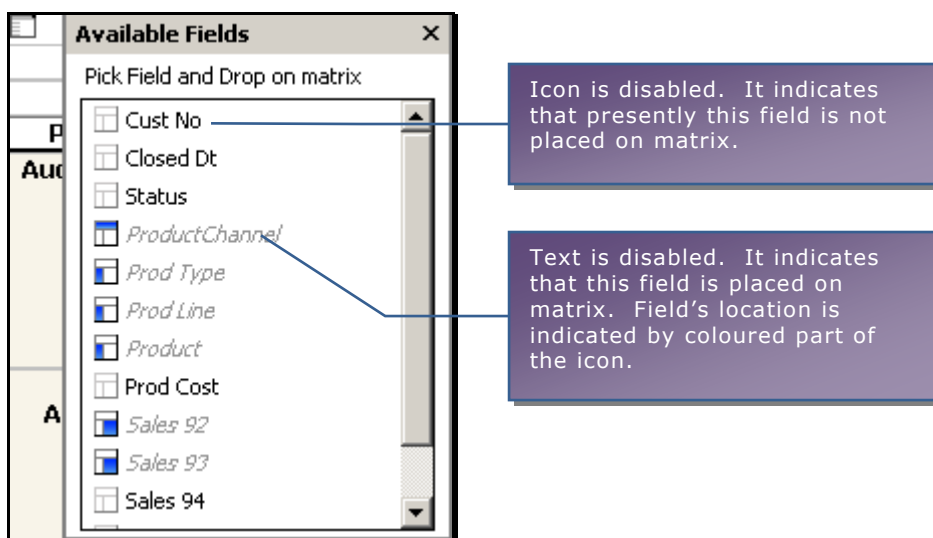 Available Fields
Pick Field and Drop on matrix
Cust No
Closed Dt
Status
ProductChannel
Prod Type
Prod Line
Product
Prod Cost
Sales 92
Sales 93
Sales 94
P
Aud
A
Icon is disabled. It indicates
that presently this field is not
placed on matrix.
Text is disabled. It indicates
that this field is placed on
matrix. Field’s location is
indicated by coloured part of
the icon.